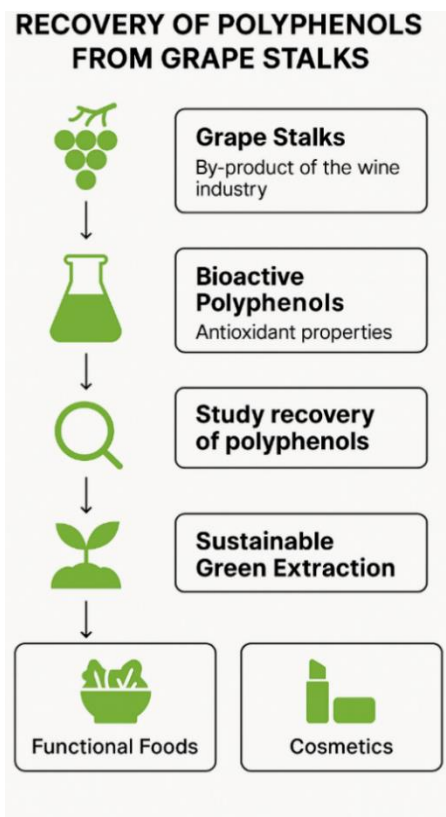 RECOVERY OF POLYPHENOLS
FROM GRAPE STALKS
Grape Stalks
By-product of the wine
industry
Bioactive
Polyphenols
Antioxidant properties
Study recovery
of polyphenols
Sustainable
Green Extraction
Functional Foods
Cosmetics